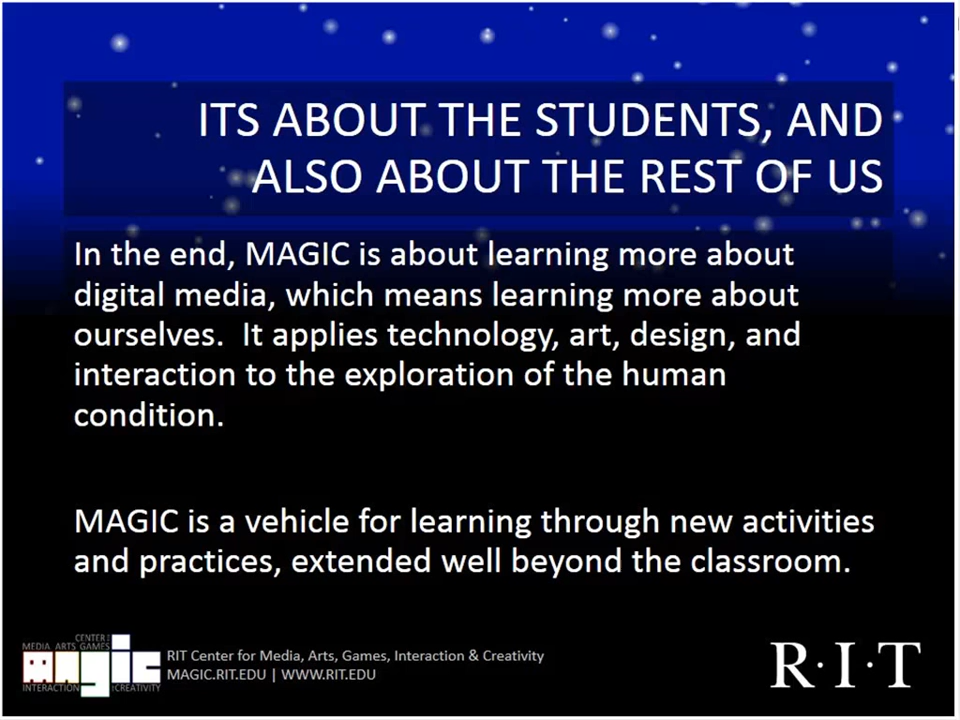 ITS ABOUT THE STUDENTS, AND
ALSO ABOUT THE REST OF US
In the end, MAGIC is about learning more about
digital media, which means learning more about
ourselves.  It applies technology, art, design, and
interaction to the exploration of the human
condition.
MAGIC is a vehicle for learning through new activities
and practices, extended well beyond the classroom.
CENTER FOR
MEDIA ARTS GAMES
magic
INTERACTION & CREATIVITY
RIT Center for Media, Arts, Games, Interaction & Creativity
MAGIC.RIT.EDU | WWW.RIT.EDU
R·I·T